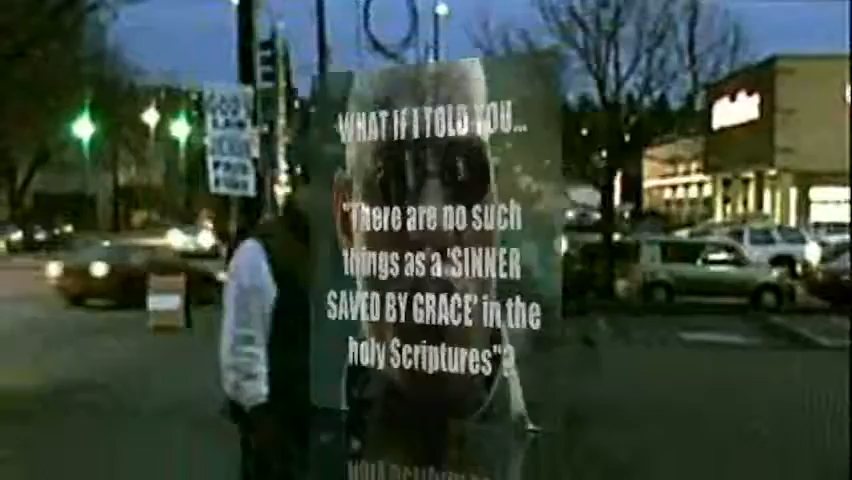 WHAT IF I TOLD YOU...
"There are no such
things as a 'SINNER
SAVED BY GRACE' in the
holy Scriptures"?